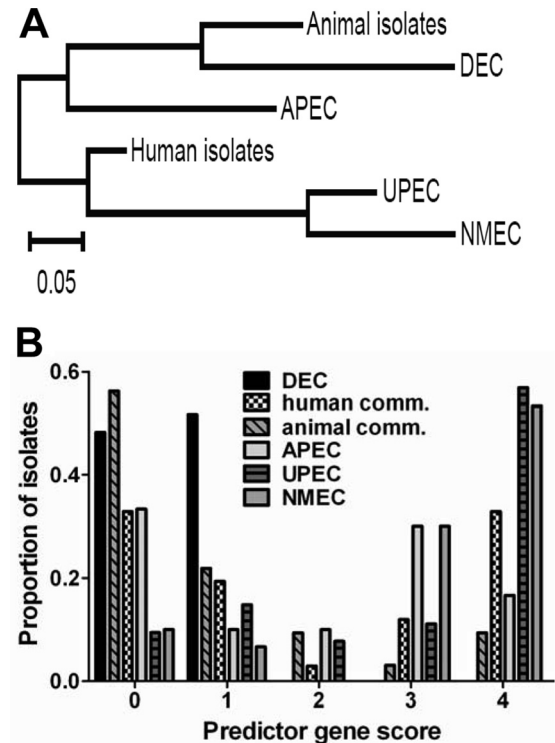 A
Animal isolates
DEC
APEC
Human isolates
UPEC
NMEC
0.05
B
Proportion of isolates
0.6
0.4
0.2
0.0
DEC
human comm.
animal comm.
APEC
UPEC
NMEC
0 1 2 3 4
Predictor gene score